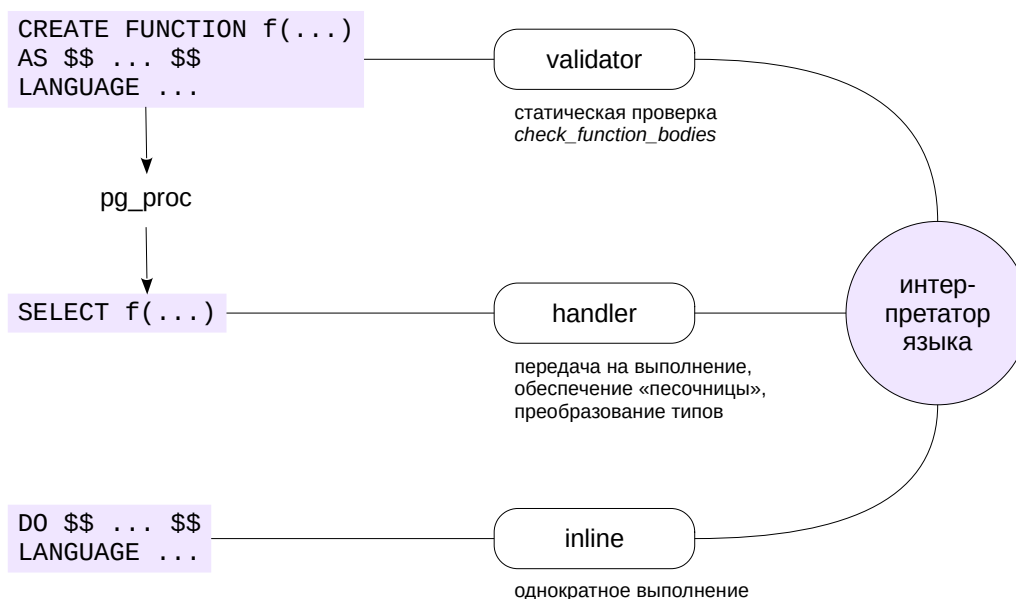 CREATE FUNCTION f(...)
AS $$ ... $$
LANGUAGE ...
validator
статическая проверка
check_function_bodies
pg_proc
SELECT f(...)
handler
передача на выполнение,
обеспечение «песочницы»,
преобразование типов
интер-
претатор
языка
DO $$ ... $$
LANGUAGE ...
inline
однократное выполнение